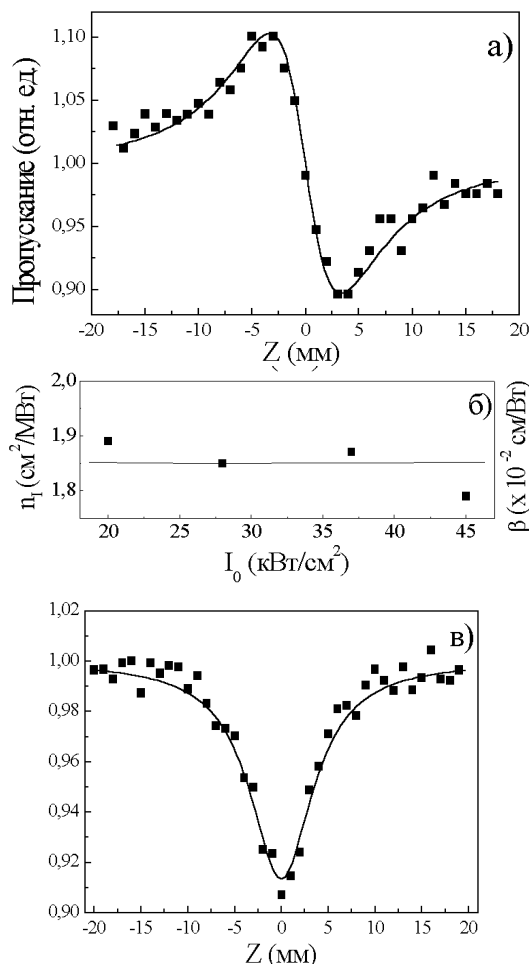 а)
Пропускание (отн. ед.)
1,10
1,05
1,00
0,95
0,90
-20 -15 -10 -5 0 5 10 15 20
Z (мм)
б)
n_I (см²/МВт)
2,0
1,9
1,8
β (x 10⁻² см/Вт)
20 25 30 35 40 45
I₀ (кВт/см²)
в)
1,02
1,00
0,98
0,96
0,94
0,92
0,90
-20 -15 -10 -5 0 5 10 15 20
Z (мм)